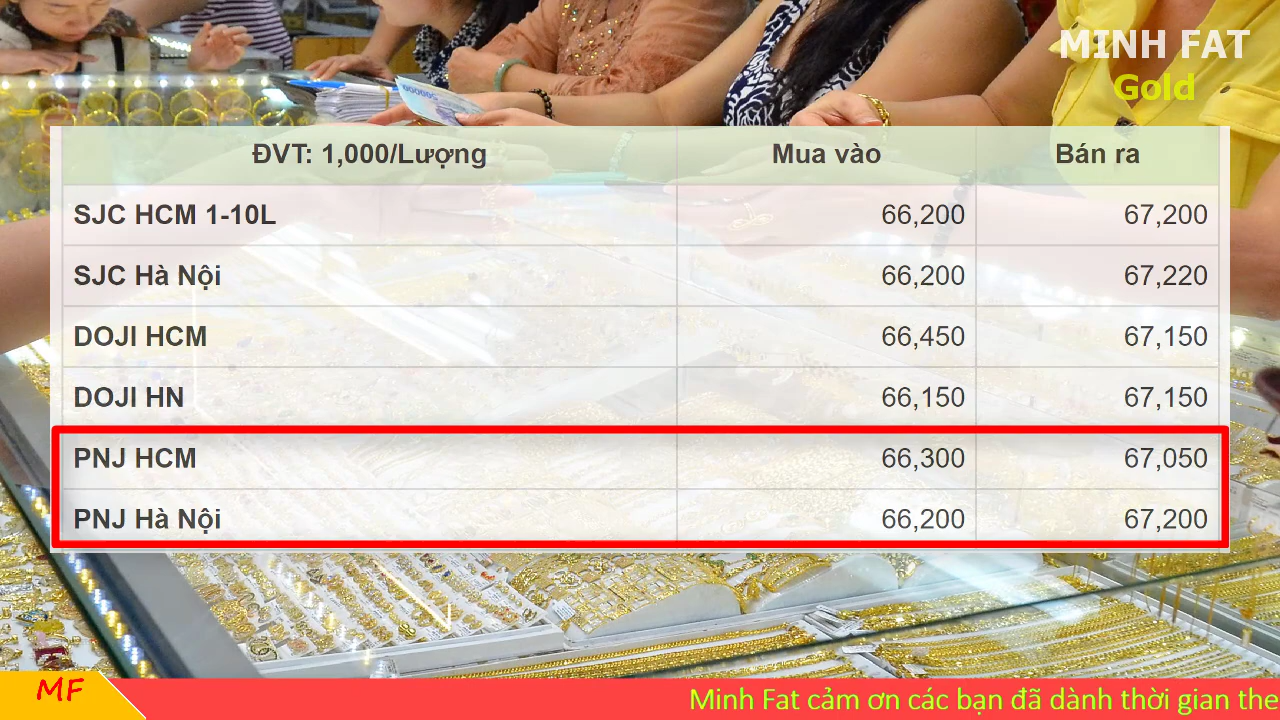 MINH FAT
Gold
ĐVT: 1,000/Lượng Mua vào Bán ra
SJC HCM 1-10L 66,200 67,200
SJC Hà Nội 66,200 67,220
DOJI HCM 66,450 67,150
DOJI HN 66,150 67,150
PNJ HCM 66,300 67,050
PNJ Hà Nội 66,200 67,200
MF Minh Fat cảm ơn các bạn đã dành thời gian the